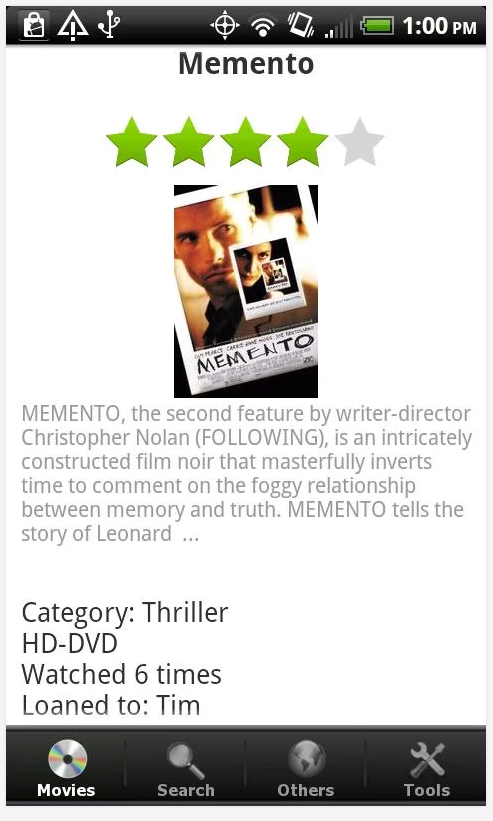 1:00 PM
Memento
GUY PEARCE CARRIE-ANNE MOSS JOE PANTOLIANO
MEMENTO
MEMENTO, the second feature by writer-director
Christopher Nolan (FOLLOWING), is an intricately
constructed film noir that masterfully inverts
time to comment on the foggy relationship
between memory and truth. MEMENTO tells the
story of Leonard ...
Category: Thriller
HD-DVD
Watched 6 times
Loaned to: Tim
Movies
Search
Others
Tools